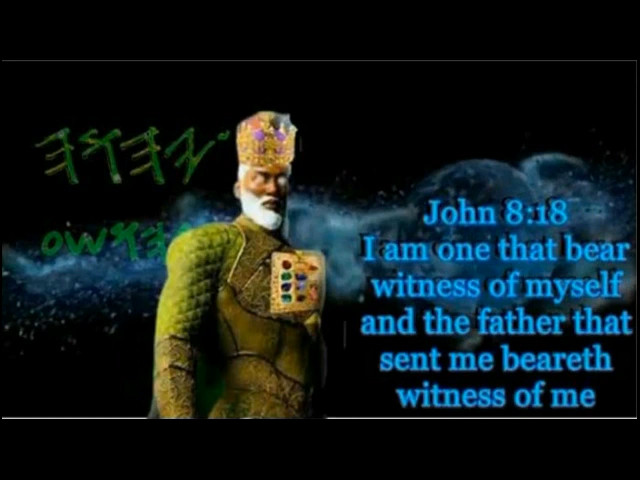 𐤉𐤄𐤅𐤄
John 8:18
I am one that bear
witness of myself
and the father that
sent me beareth
witness of me